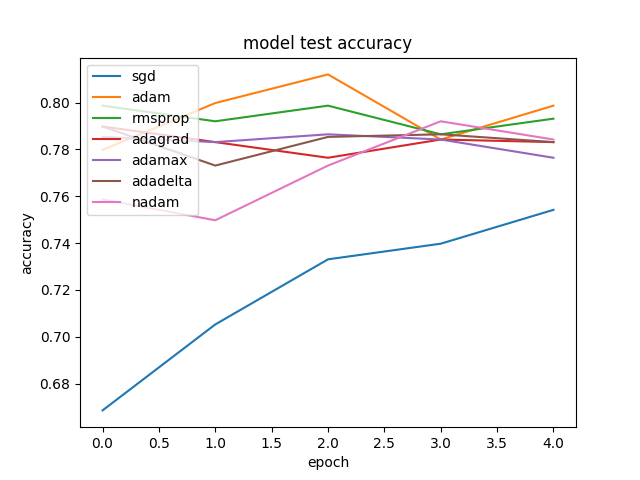 model test accuracy
sgd
adam
rmsprop
adagrad
adamax
adadelta
nadam
0.80
0.78
0.76
0.74
0.72
0.70
0.68
accuracy
0.0 0.5 1.0 1.5 2.0 2.5 3.0 3.5 4.0
epoch